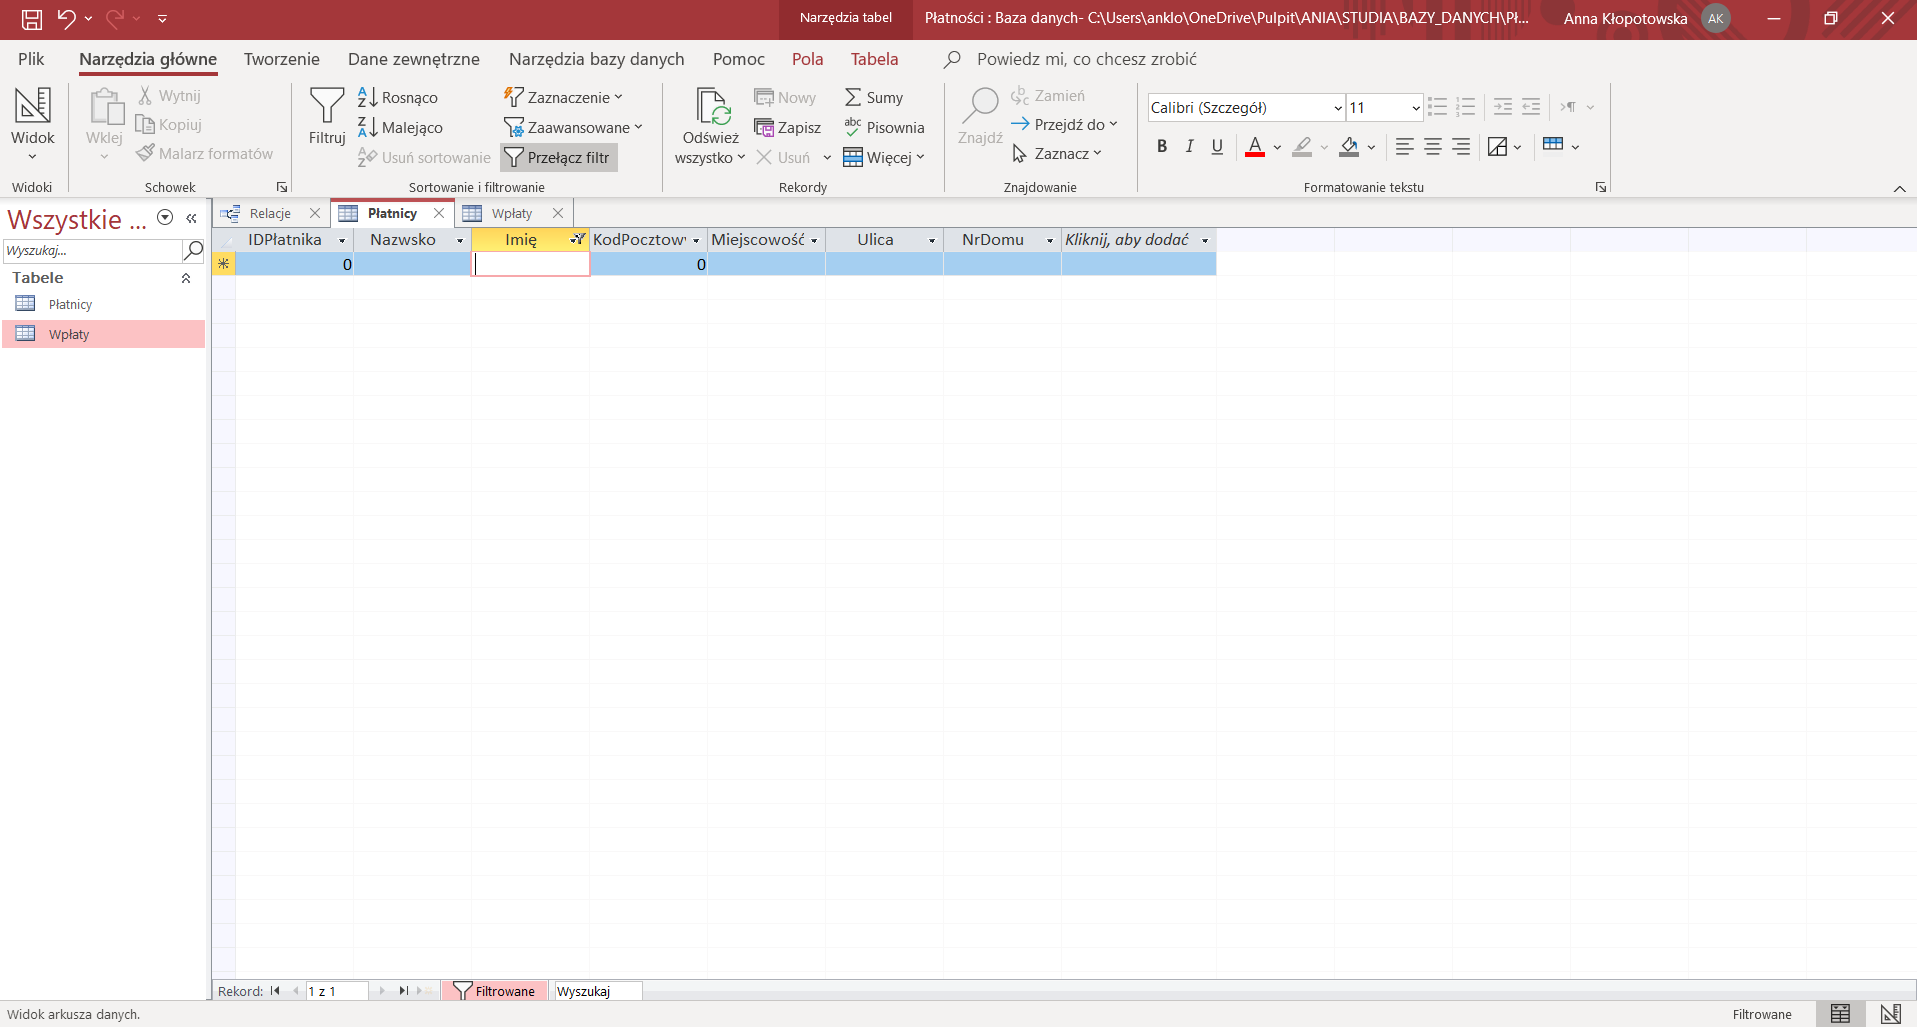 Narzędzia tabel
Płatności : Baza danych- C:\Users\anklo\OneDrive\Pulpit\ANIA\STUDIA\BAZY_DANYCH\Pł...
Anna Kłopotowska
AK
Plik
Narzędzia główne
Tworzenie
Dane zewnętrzne
Narzędzia bazy danych
Pomoc
Pola
Tabela
Powiedz mi, co chcesz zrobić
Widok
Widoki
Wklej
Wytnij
Kopiuj
Malarz formatów
Schowek
Filtruj
Rosnąco
Malejąco
Usuń sortowanie
Zaznaczenie
Zaawansowane
Przełącz filtr
Sortowanie i filtrowanie
Odśwież
wszystko
Nowy
Zapisz
Usuń
Sumy
Pisownia
Więcej
Rekordy
Znajdź
Zamień
Przejdź do
Zaznacz
Znajdowanie
Calibri (Szczegół)
11
B I U
Formatowanie tekstu
Wszystkie ...
Wyszukaj...
Tabele
Płatnicy
Wpłaty
Relacje
Płatnicy
Wpłaty
IDPłatnika Nazwsko Imię KodPocztow Miejscowość Ulica NrDomu Kliknij, aby dodać
0 0
Rekord: 1 z 1 Filtrowane Wyszukaj
Widok arkusza danych.
Filtrowane